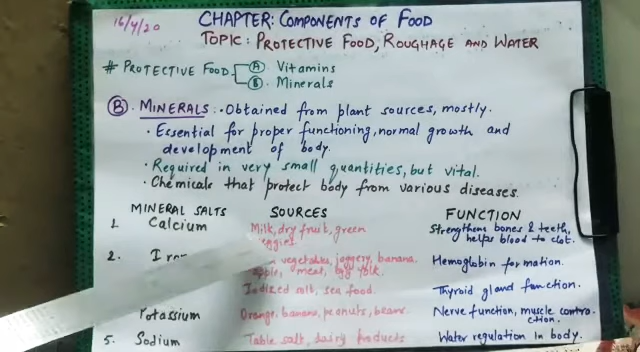 16/4/20
CHAPTER: COMPONENTS OF FOOD
TOPIC: PROTECTIVE FOOD, ROUGHAGE AND WATER
# PROTECTIVE FOOD
A Vitamins
B Minerals
B. MINERALS: • Obtained from plant sources, mostly.
• Essential for proper functioning, normal growth and
development of body.
• Required in very small quantities, but vital.
• Chemicals that protect body from various diseases.
MINERAL SALTS SOURCES FUNCTION
1. Calcium Milk, dry fruit, green Strengthens bones & teeth,
veggies helps blood to clot.
2. vegetables, jaggery, banana, Hemoglobin formation.
apple, meat, egg yolk.
Iodized salt, sea food. Thyroid gland function.
Potassium Orange, banana, peanuts, beans. Nerve function, muscle contra-
ction.
5. Sodium Table salt, dairy products Water regulation in body.